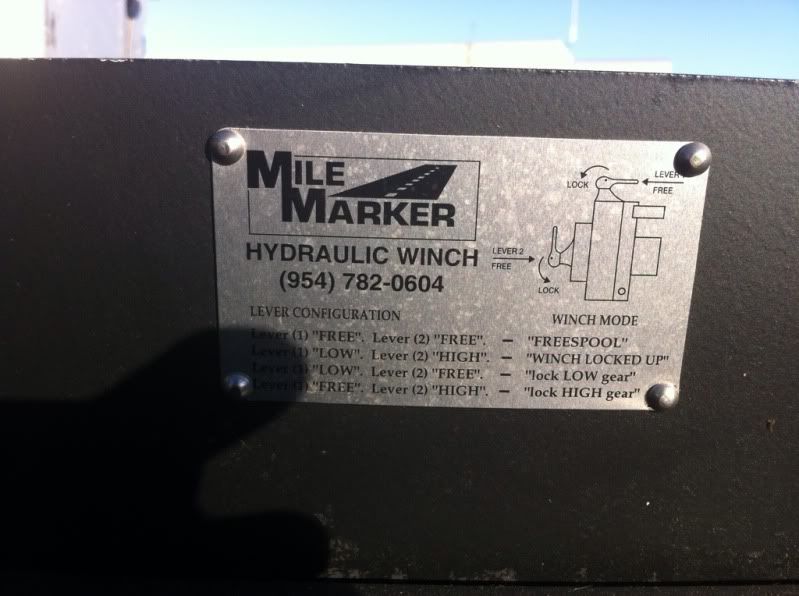 MILE
MARKER
HYDRAULIC WINCH
(954) 782-0604
LOCK
LEVER
FREE
LEVER 2
FREE
LOCK
LEVER CONFIGURATION WINCH MODE
Lever (1) "FREE". Lever (2) "FREE". – "FREESPOOL"
Lever (1) "LOW". Lever (2) "HIGH". – "WINCH LOCKED UP"
Lever (1) "LOW". Lever (2) "FREE". – "lock LOW gear"
Lever (1) "FREE". Lever (2) "HIGH". – "lock HIGH gear"